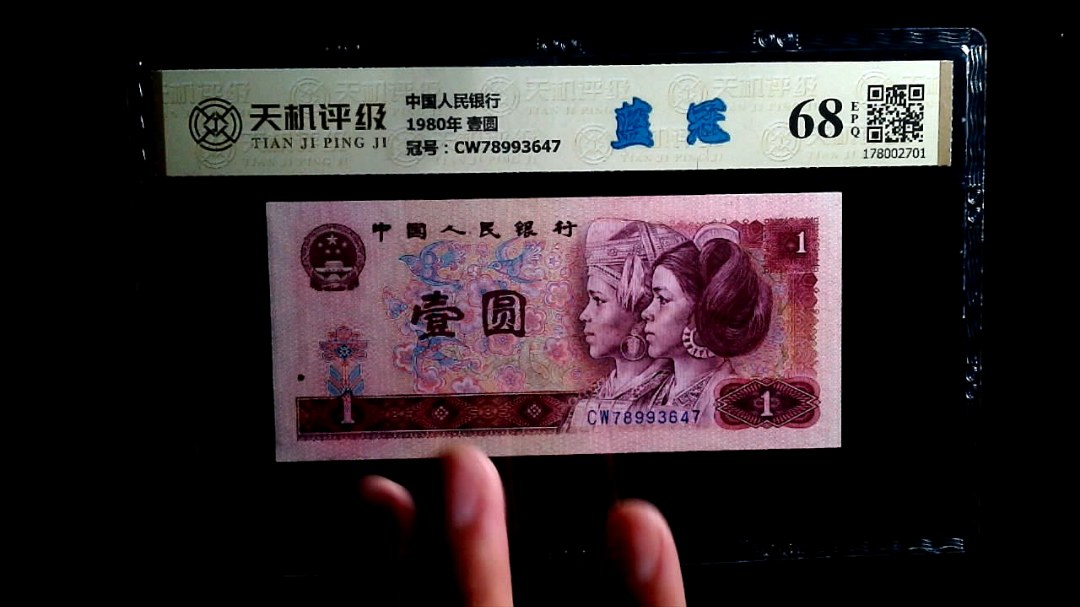 天机评级
TIAN JI PING JI
中国人民银行
1980年 壹圆
冠号：CW78993647
蓝冠
68
EPQ
178002701
中国人民银行
1
壹圆
1
CW78993647
1